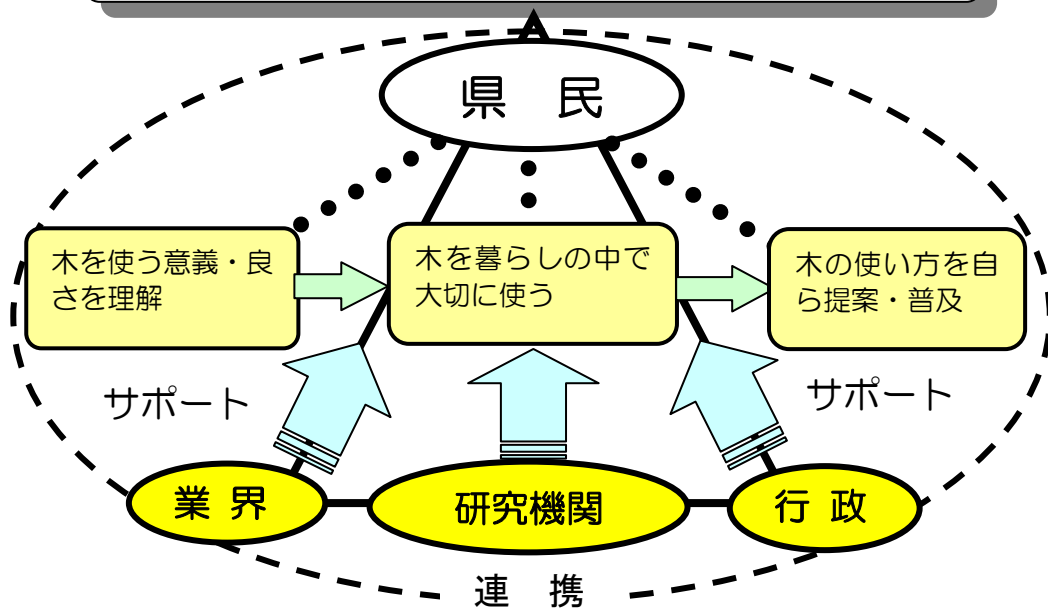 県 民
木を使う意義・良
さを理解
木を暮らしの中で
大切に使う
木の使い方を自
ら提案・普及
サポート
サポート
業 界
研究機関
行 政
連 携